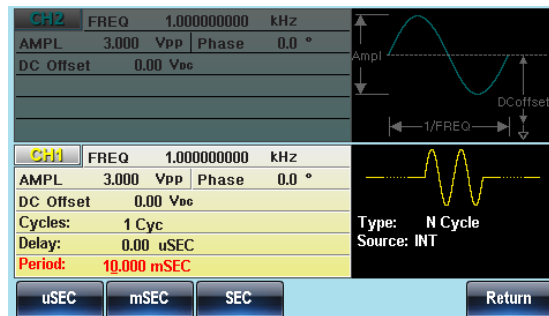 CH2 FREQ 1.000000000 kHz
AMPL 3.000 VPP Phase 0.0 °
DC Offset 0.00 VDC
Ampl
DCoffset
1/FREQ
CH1 FREQ 1.000000000 kHz
AMPL 3.000 VPP Phase 0.0 °
DC Offset 0.00 VDC
Cycles: 1 Cyc
Delay: 0.00 uSEC
Period: 10.000 mSEC
Type: N Cycle
Source: INT
uSEC mSEC SEC Return